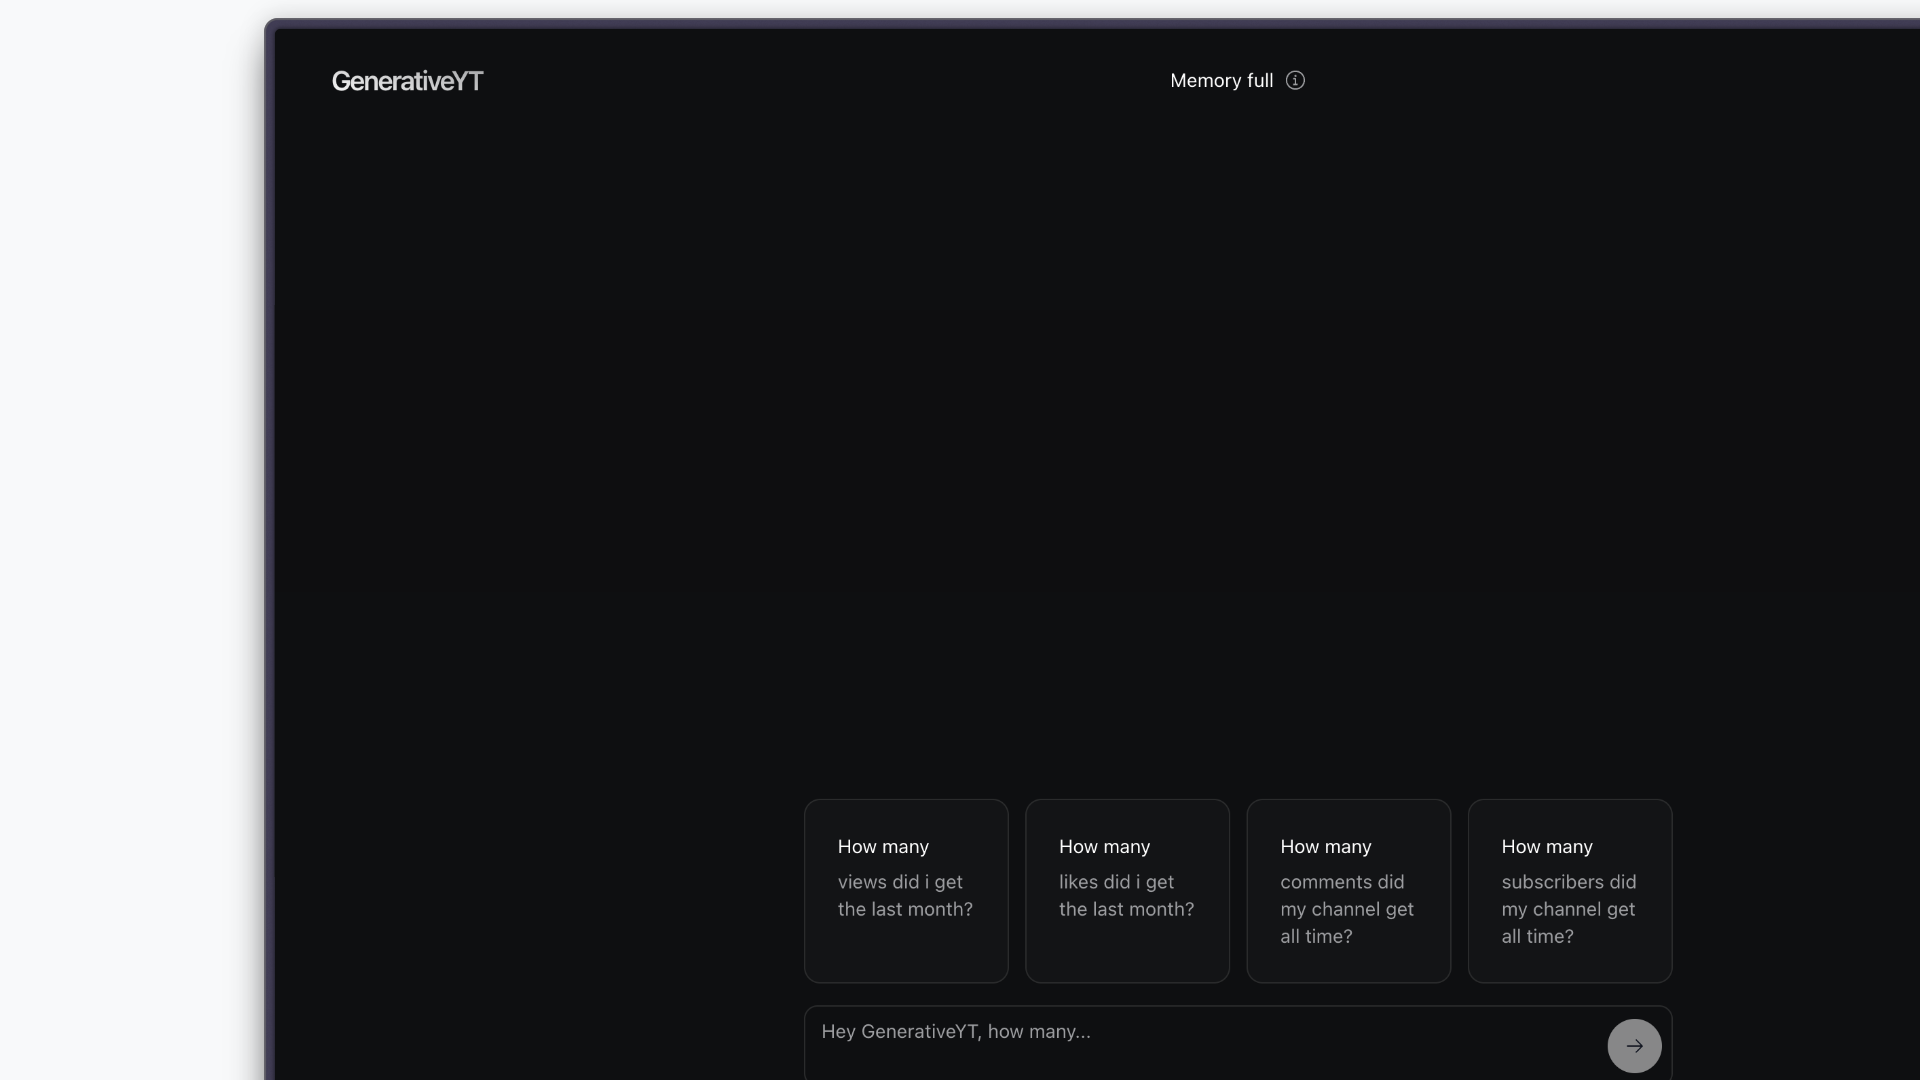 GenerativeYT
Memory full
How many
views did i get
the last month?
How many
likes did i get
the last month?
How many
comments did
my channel get
all time?
How many
subscribers did
my channel get
all time?
Hey GenerativeYT, how many...